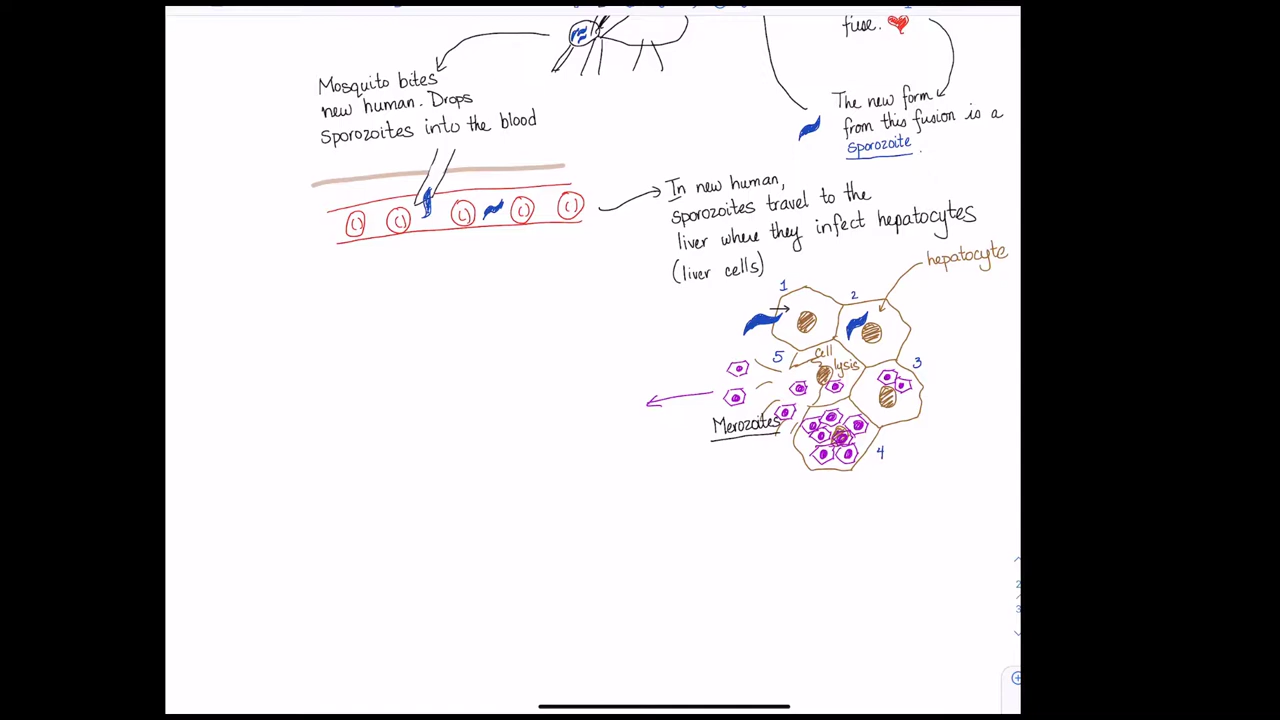 fuse.
Mosquito bites
new human. Drops
sporozoites into the blood
The new form
from this fusion is a
sporozoite.
In new human,
sporozoites travel to the
liver where they infect hepatocytes
(liver cells)
hepatocyte
1
2
5
cell
lysis
3
Merozoites
4
2
3